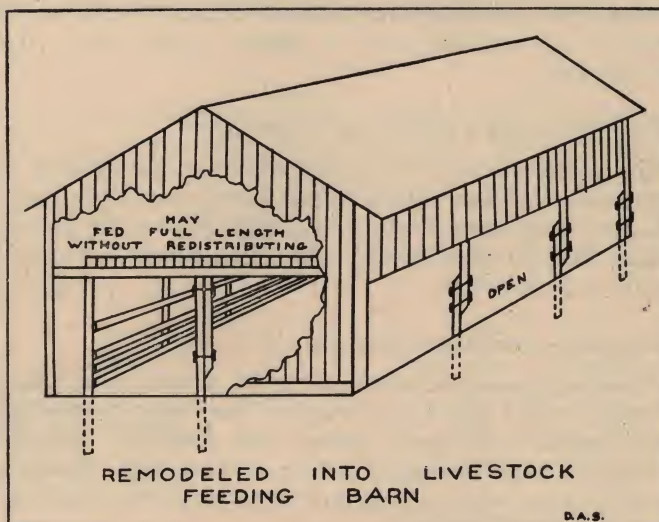 HAY
FED FULL LENGTH
WITHOUT REDISTRIBUTING
OPEN
REMODELED INTO LIVESTOCK
FEEDING BARN
D.A.S.